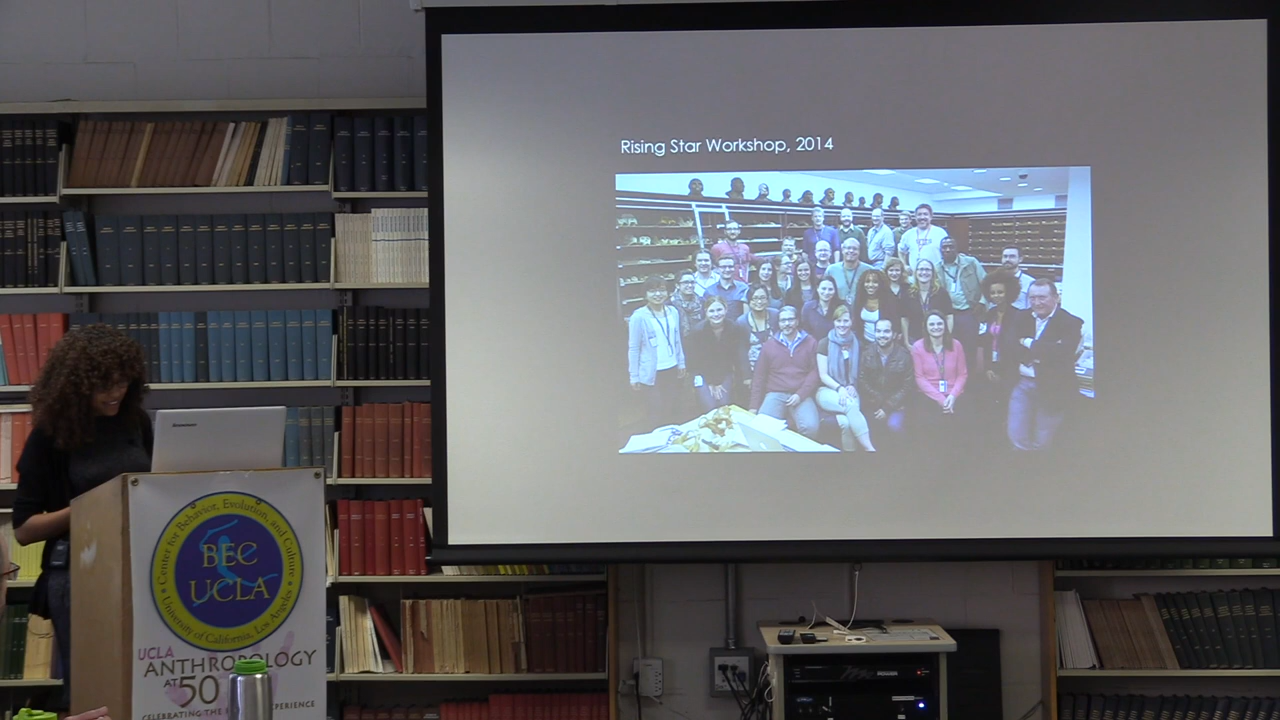 Rising Star Workshop, 2014
lenovo
Center for Behavior, Evolution, and Culture
BEC
UCLA
University of California, Los Angeles
UCLA
ANTHROPOLOGY
AT 50
CELEBRATING THE